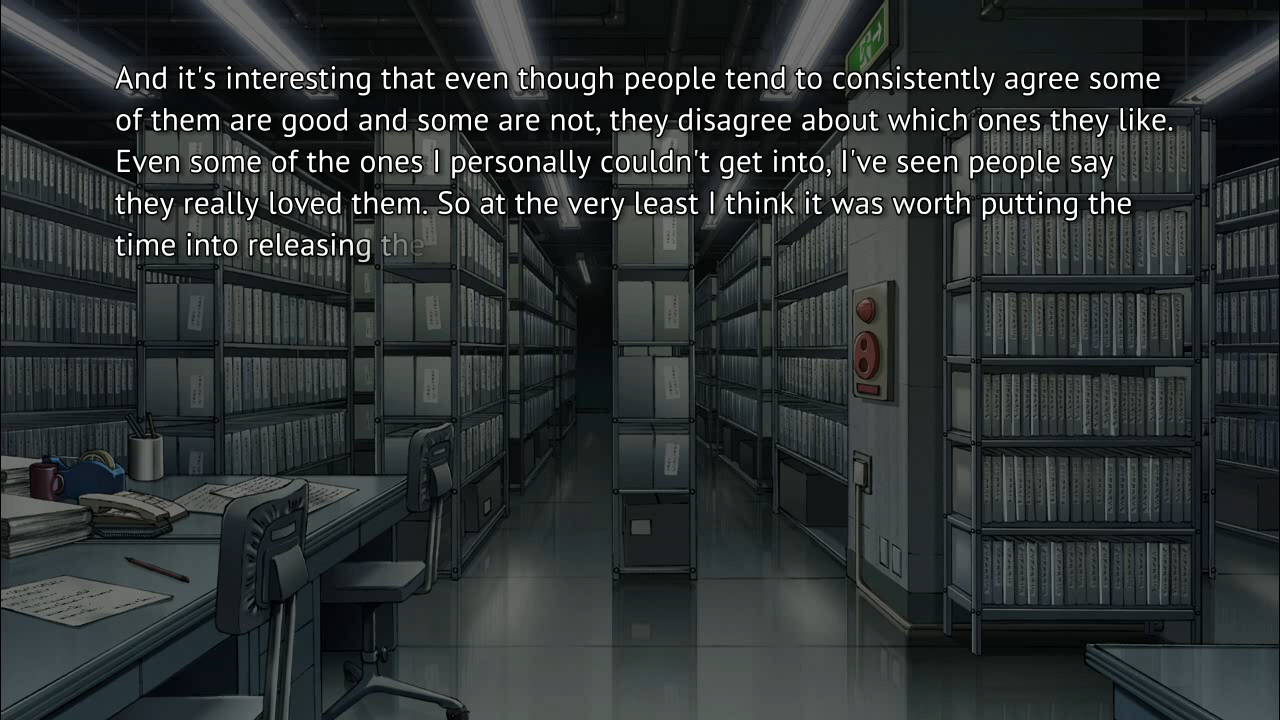 And it's interesting that even though people tend to consistently agree some
of them are good and some are not, they disagree about which ones they like.
Even some of the ones I personally couldn't get into, I've seen people say
they really loved them. So at the very least I think it was worth putting the
time into releasing the